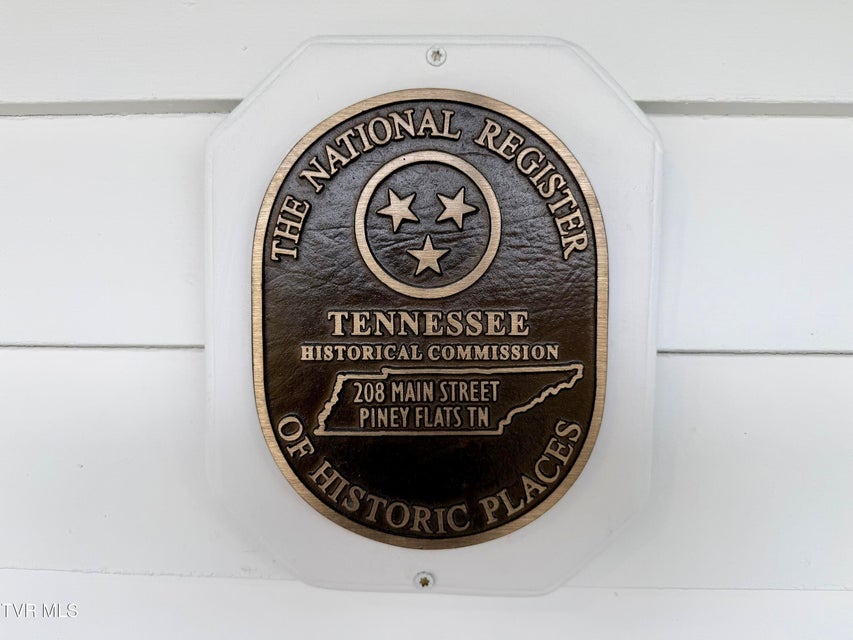 THE NATIONAL REGISTER
TENNESSEE
HISTORICAL COMMISSION
208 MAIN STREET
PINEY FLATS TN
OF HISTORIC PLACES
TVR MLS